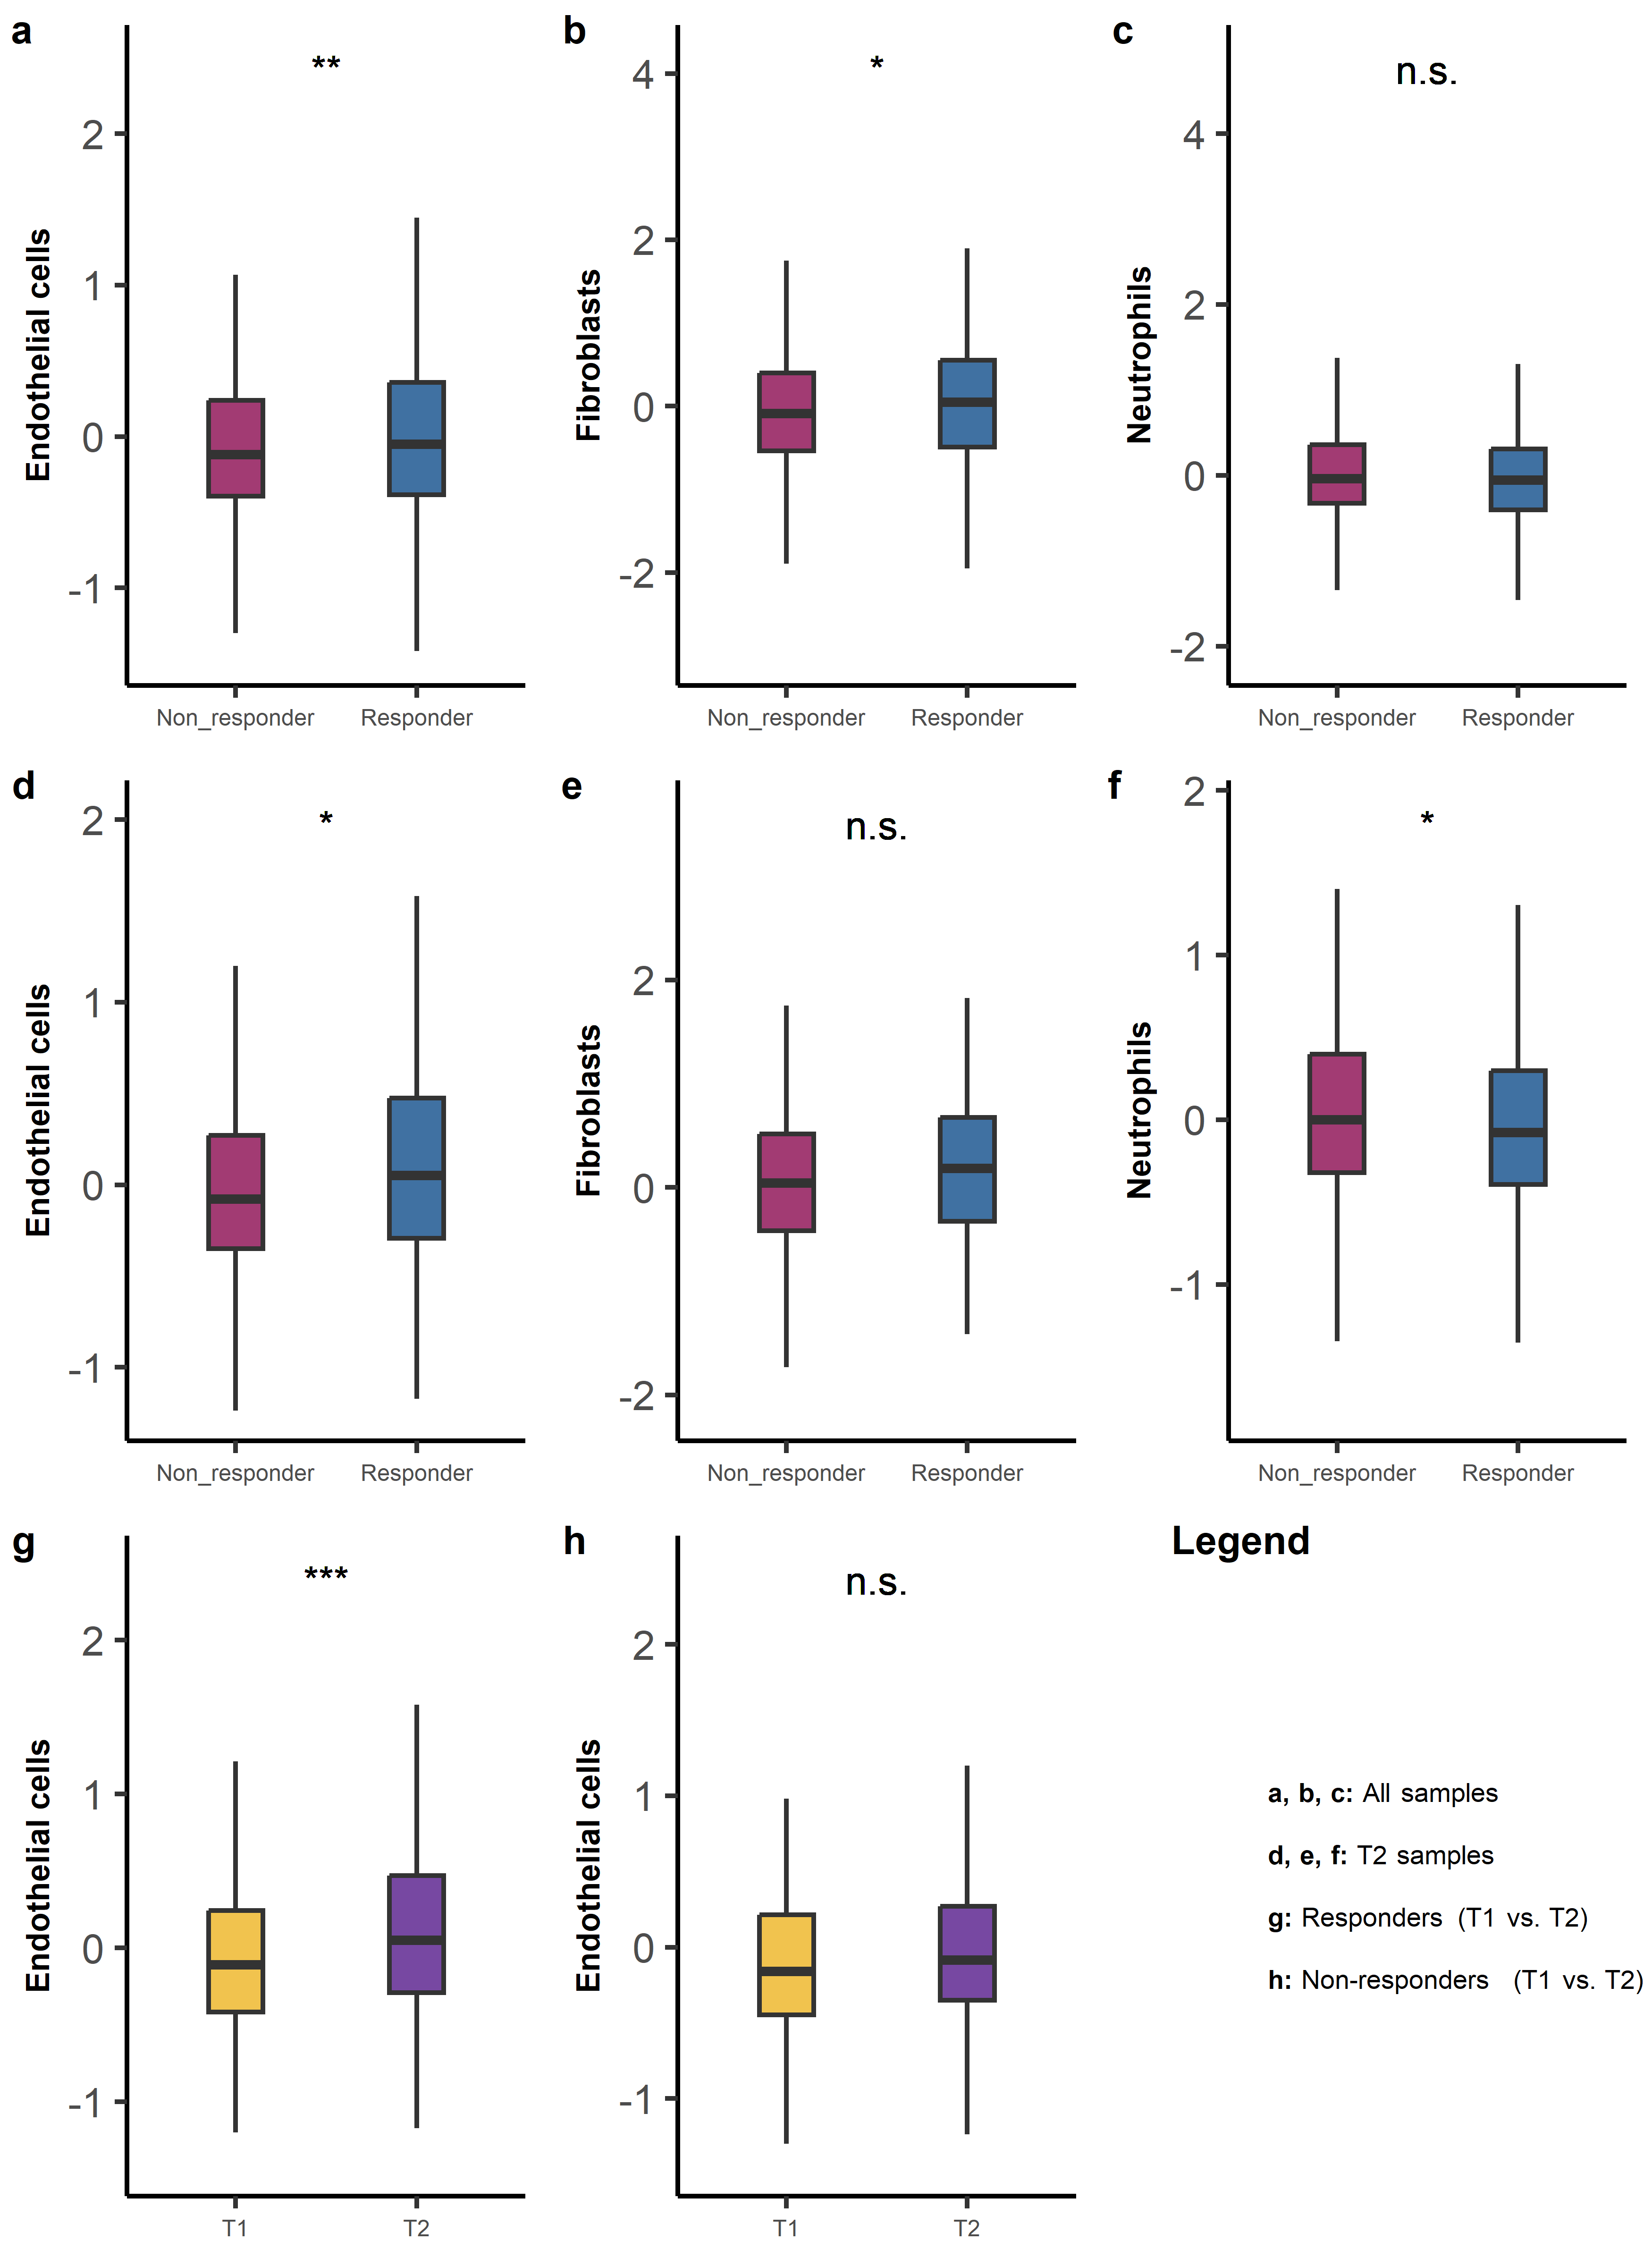 a
**
Endothelial cells
2
1
0
-1
Non_responder
Responder
b
*
Fibroblasts
4
2
0
-2
Non_responder
Responder
c
n.s.
Neutrophils
4
2
0
-2
Non_responder
Responder
d
*
Endothelial cells
2
1
0
-1
Non_responder
Responder
e
n.s.
Fibroblasts
2
0
-2
Non_responder
Responder
f
*
Neutrophils
2
1
0
-1
Non_responder
Responder
g
***
Endothelial cells
2
1
0
-1
T1
T2
h
n.s.
Endothelial cells
2
1
0
-1
T1
T2
Legend
a, b, c: All samples
d, e, f: T2 samples
g: Responders (T1 vs. T2)
h: Non-responders (T1 vs. T2)